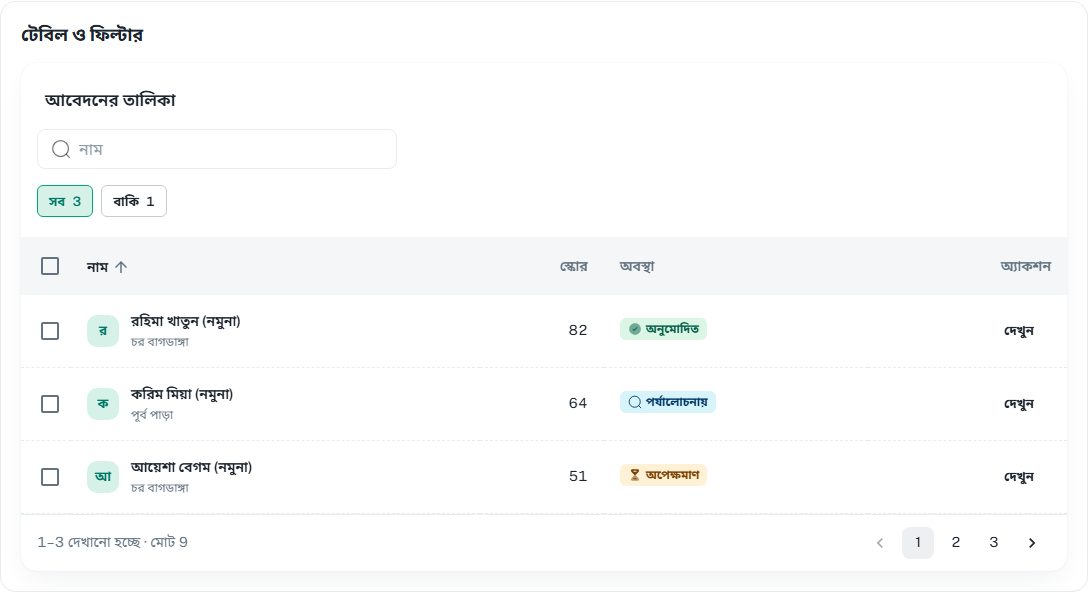 টেবিল ও ফিল্টার
আবেদনের তালিকা
নাম
সব 3 বাকি 1
নাম স্কোর অবস্থা অ্যাকশন
র রহিমা খাতুন (নমুনা) 82 অনুমোদিত দেখুন
চর বাগডাঙ্গা
ক করিম মিয়া (নমুনা) 64 পর্যালোচনায় দেখুন
পূর্ব পাড়া
আ আয়েশা বেগম (নমুনা) 51 অপেক্ষমাণ দেখুন
চর বাগডাঙ্গা
1–3 দেখানো হচ্ছে · মোট 9 1 2 3